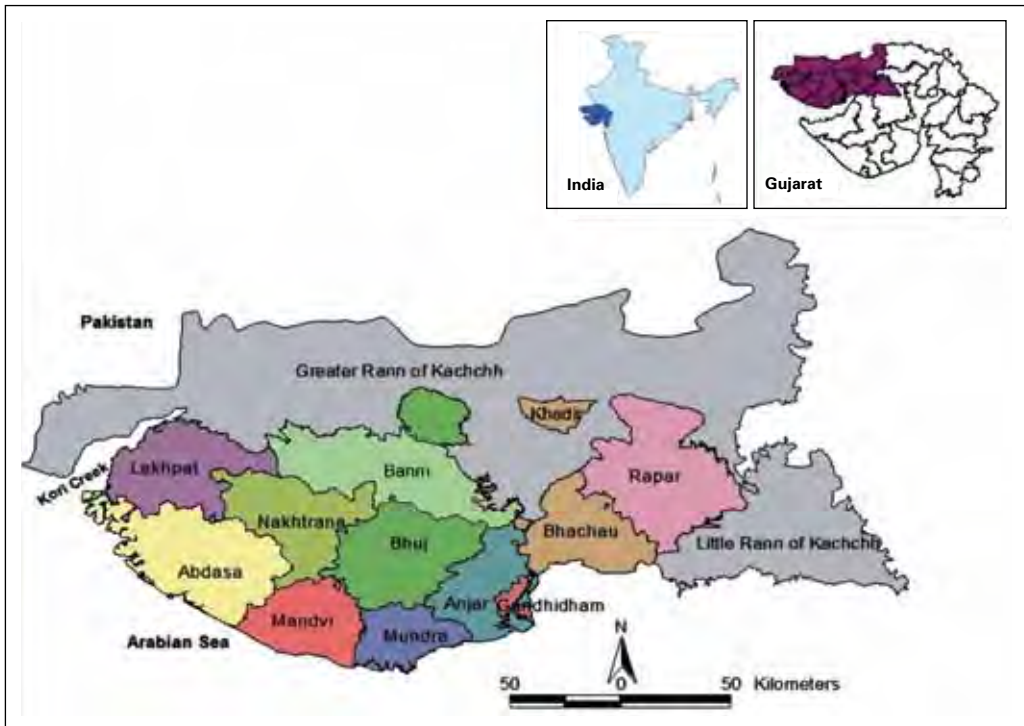 India
Gujarat
Pakistan
Greater Rann of Kachchh
Khadir
Lakhpat
Kori Creek
Banni
Rapar
Nakhtrana
Bhuj
Bhachau
Little Rann of Kachchh
Abdasa
Anjar
Gandhidham
Mandvi
Mundra
Arabian Sea
N
50 0 50 Kilometers